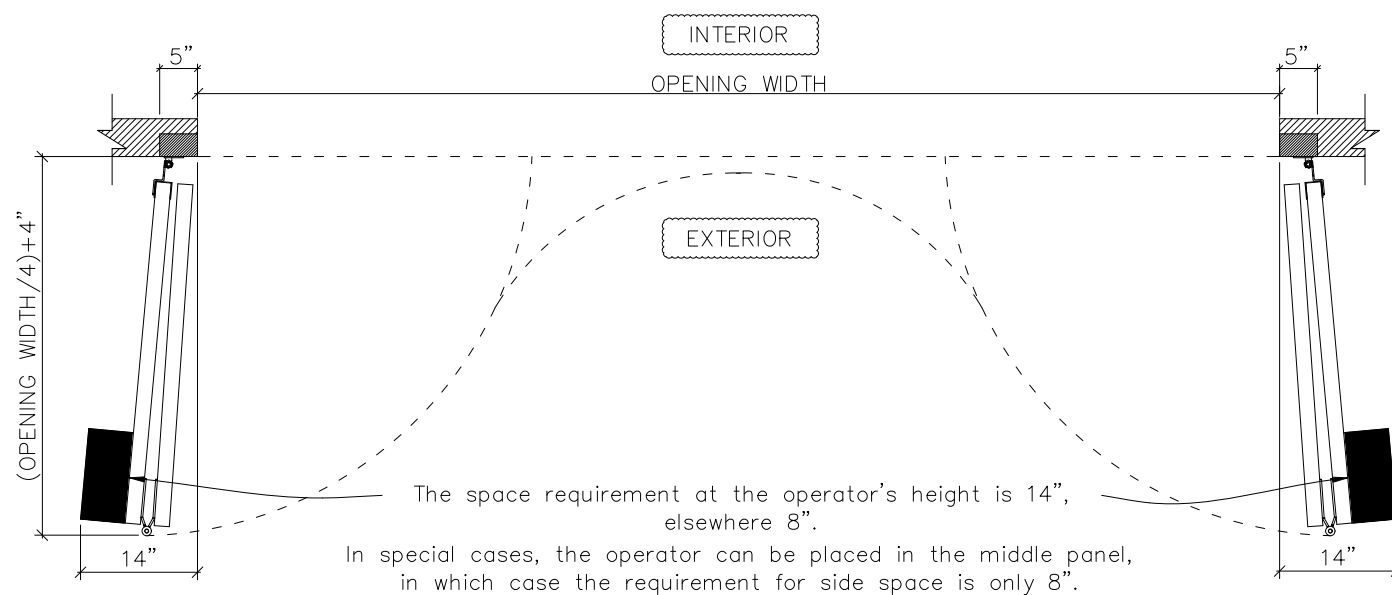 INTERIOR
5”
5”
OPENING WIDTH
(OPENING WIDTH/4)+4”
EXTERIOR
The space requirement at the operator’s height is 14”,
elsewhere 8”.
14”
14”
In special cases, the operator can be placed in the middle panel,
in which case the requirement for side space is only 8”.